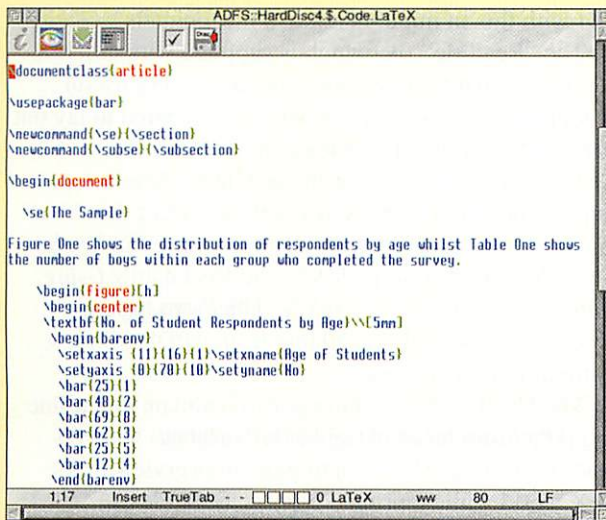 ADFS::HardDisc4.$.Code.LaTeX
\documentclass{article}
\usepackage{bar}
\newcommand{\se}{\section}
\newcommand{\subse}{\subsection}
\begin{document}
\se{The Sample}
Figure One shows the distribution of respondents by age whilst Table One shows
the number of boys within each group who completed the survey.
\begin{figure}[h]
\begin{center}
\textbf{No. of Student Respondents by Age}\\[5mm]
\begin{barenv}
\setxaxis {11}{16}{1}\setxname{Age of Students}
\setyaxis {0}{70}{10}\setyname{No}
\bar{25}{1}
\bar{48}{2}
\bar{69}{8}
\bar{62}{3}
\bar{25}{5}
\bar{12}{4}
\end{barenv}
1,17 Insert TrueTab - - 0 LaTeX ww 80 LF